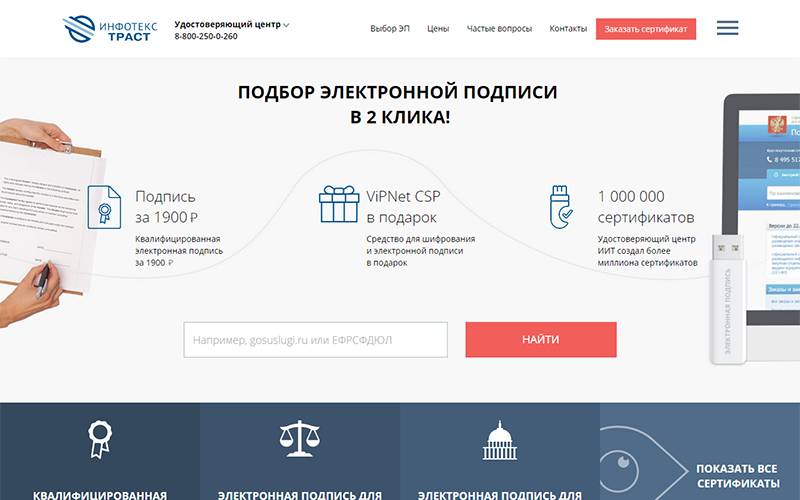 ИНФОТЕКС
ТРАСТ
Удостоверяющий центр
8-800-250-0-260
Выбор ЭП
Цены
Частые вопросы
Контакты
Заказать сертификат
ПОДБОР ЭЛЕКТРОННОЙ ПОДПИСИ
В 2 КЛИКА!
Подпись
за 1900 ₽
Квалифицированная
электронная подпись
за 1900 ₽
ViPNet CSP
в подарок
Средство для шифрования
и электронной подписи
в подарок
1 000 000
сертификатов
Удостоверяющий центр
ИИТ создал более
миллиона сертификатов
8 495 517
ЭЛЕКТРОННАЯ ПОДПИСЬ
Например, gosuslugi.ru или ЕФРСФДЮЛ
НАЙТИ
КВАЛИФИЦИРОВАННАЯ
ЭЛЕКТРОННАЯ ПОДПИСЬ ДЛЯ
ЭЛЕКТРОННАЯ ПОДПИСЬ ДЛЯ
ПОКАЗАТЬ ВСЕ
СЕРТИФИКАТЫ